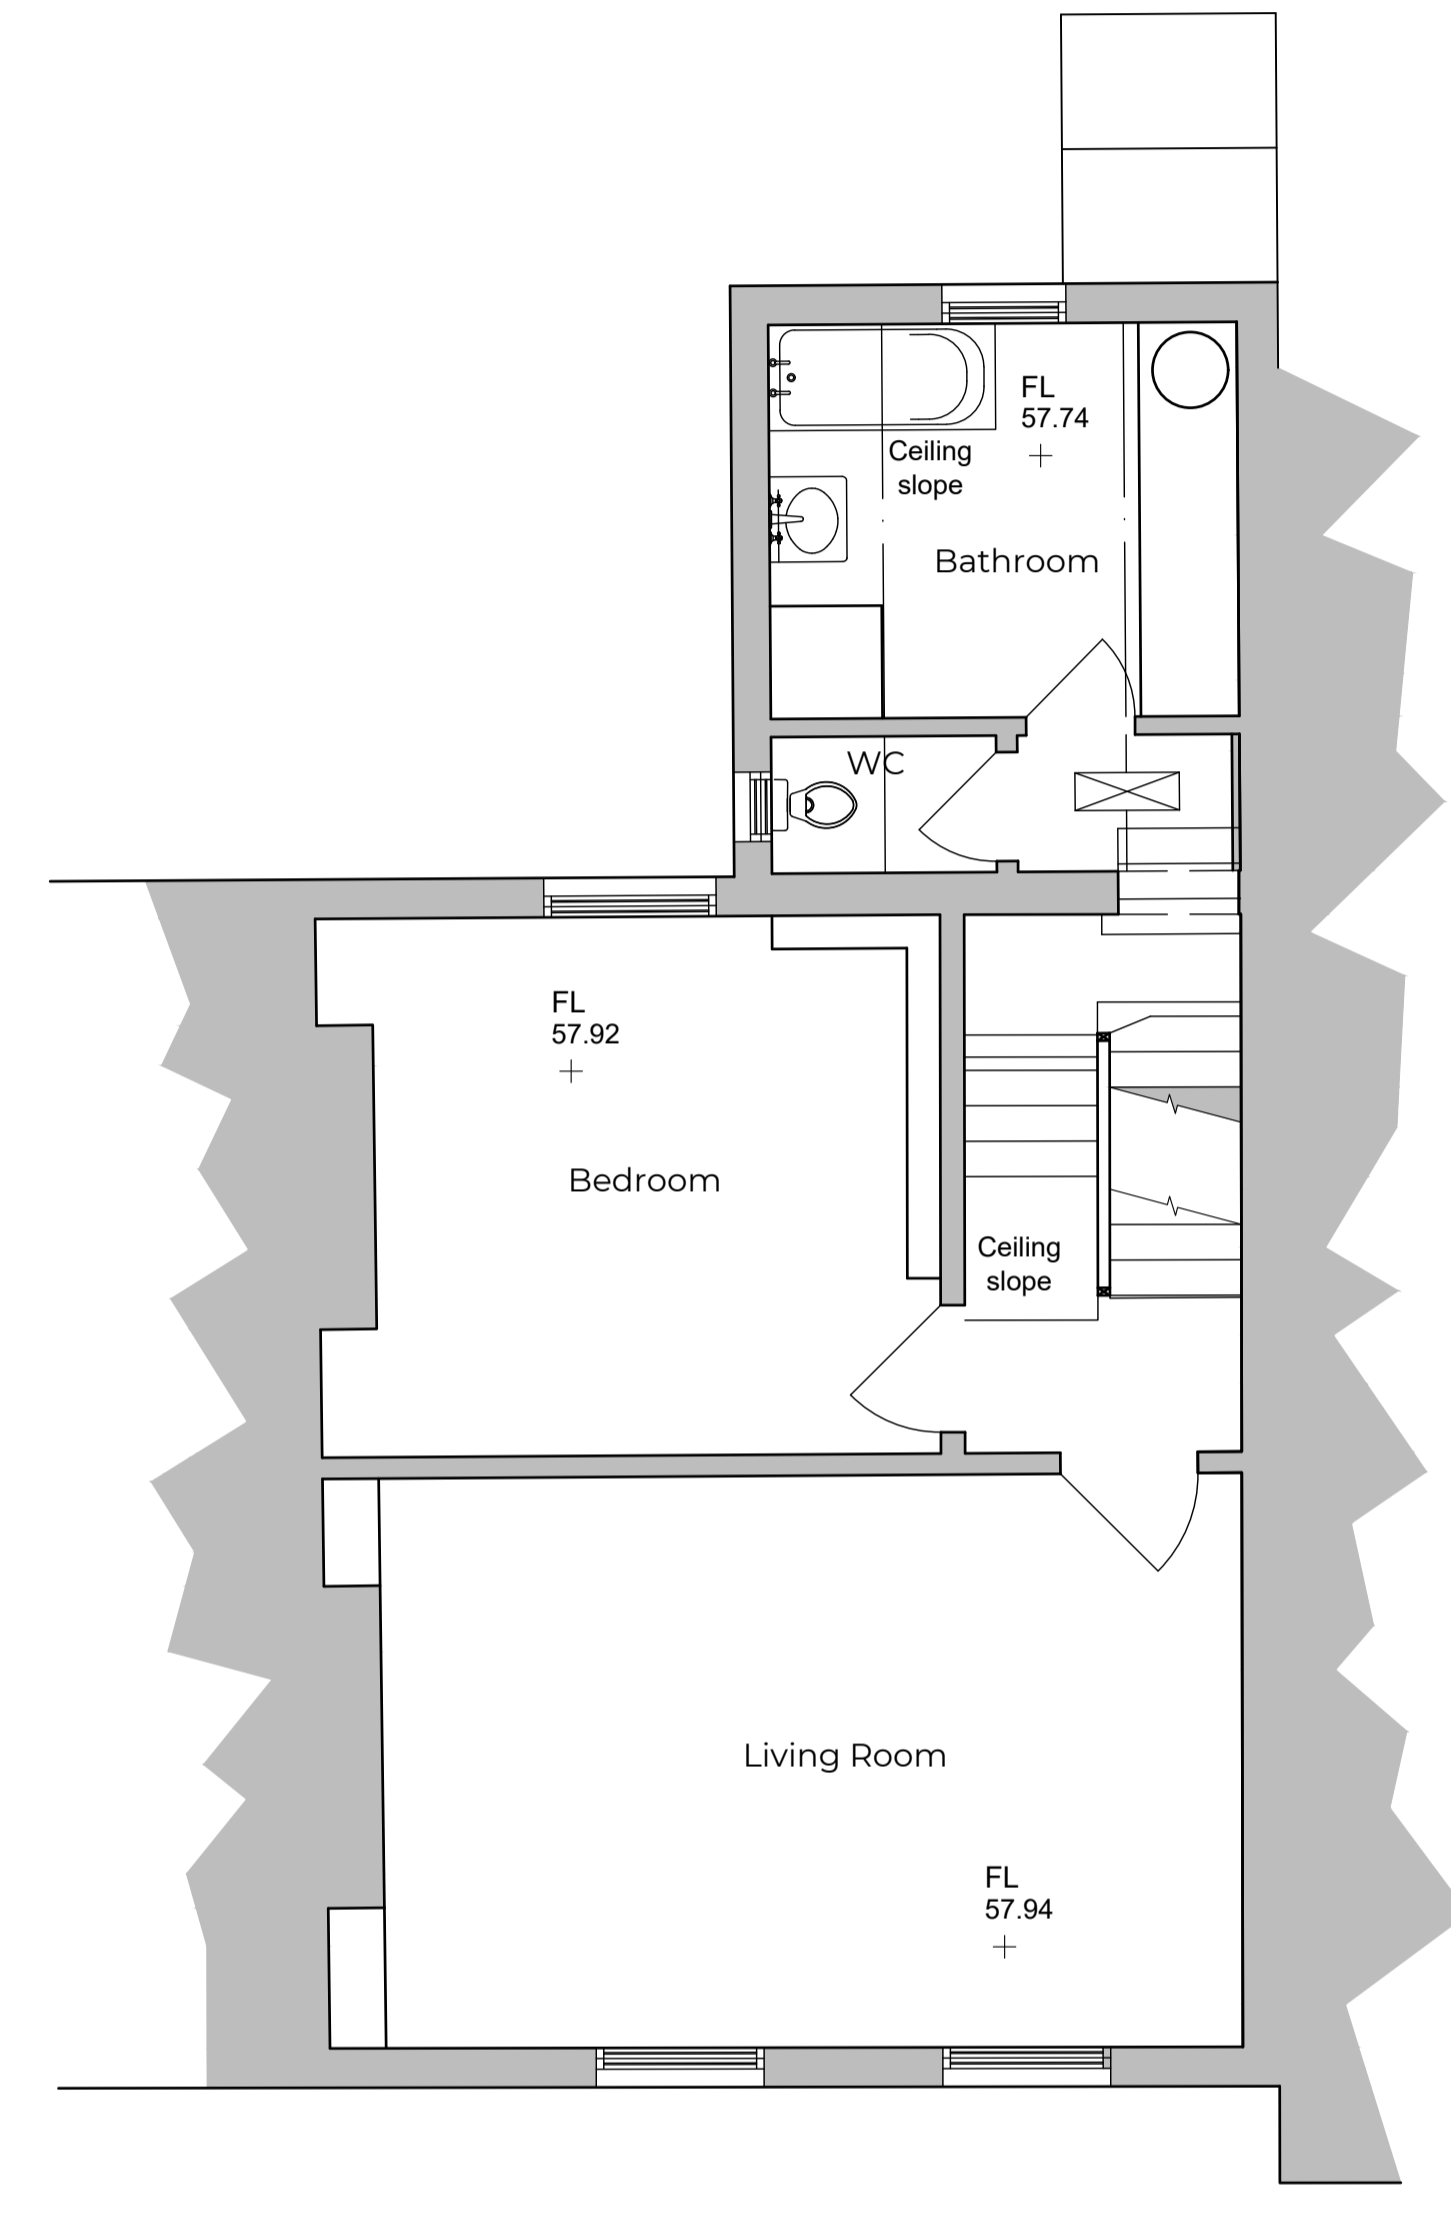 FL
57.74
Ceiling
slope
Bathroom
WC
FL
57.92
Bedroom
Ceiling
slope
Living Room
FL
57.94